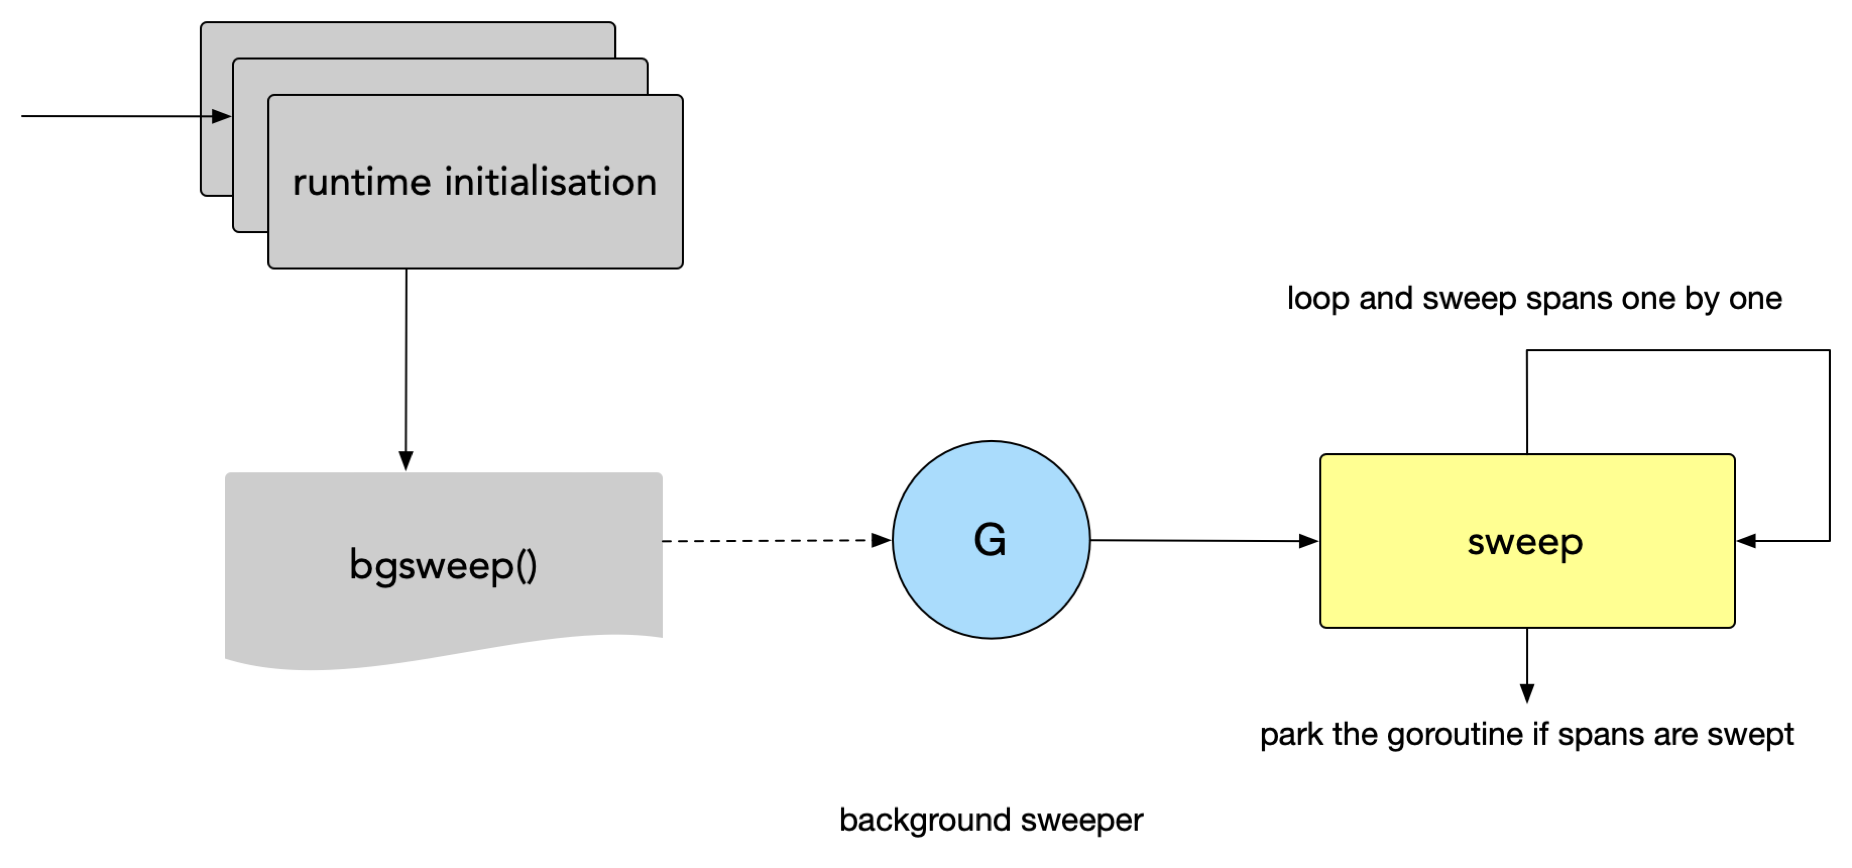 runtime initialisation
loop and sweep spans one by one
bgsweep()
G
sweep
park the goroutine if spans are swept
background sweeper